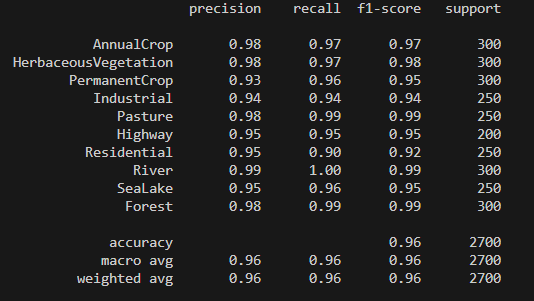 precision recall f1-score support
AnnualCrop 0.98 0.97 0.97 300
HerbaceousVegetation 0.98 0.97 0.98 300
PermanentCrop 0.93 0.96 0.95 300
Industrial 0.94 0.94 0.94 250
Pasture 0.98 0.99 0.99 250
Highway 0.95 0.95 0.95 200
Residential 0.95 0.90 0.92 250
River 0.99 1.00 0.99 300
SeaLake 0.95 0.96 0.95 250
Forest 0.98 0.99 0.99 300
accuracy 0.96 2700
macro avg 0.96 0.96 0.96 2700
weighted avg 0.96 0.96 0.96 2700